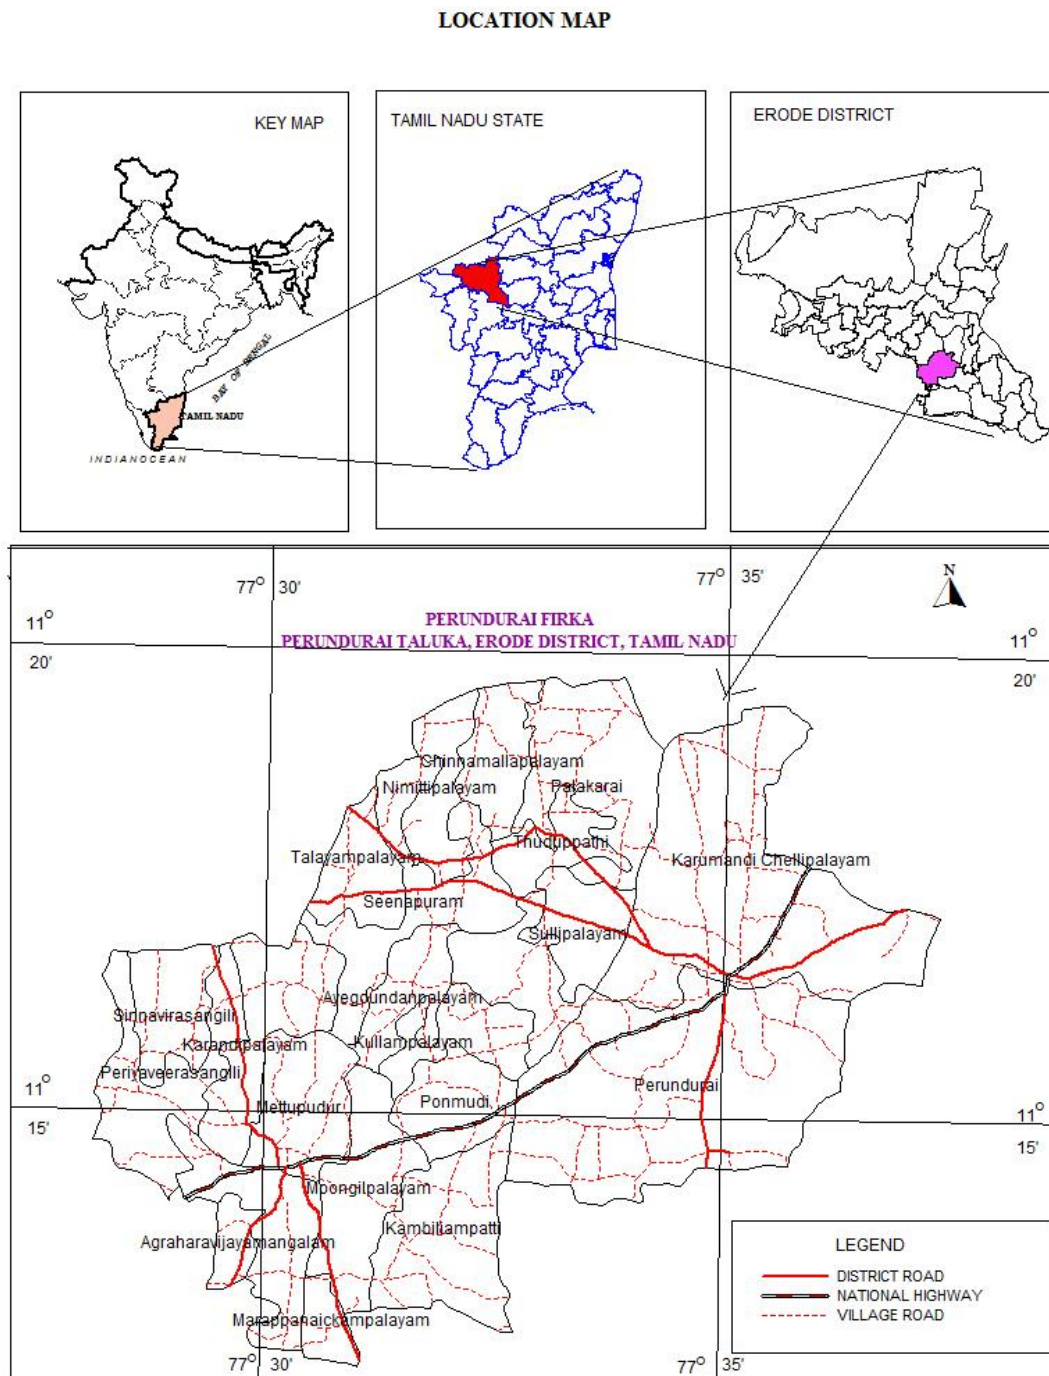 LOCATION MAP
KEY MAP
BAY OF BENGAL
TAMIL NADU
INDIANOCEAN
TAMIL NADU STATE
ERODE DISTRICT
77° 30'
77° 35'
N
11°
20'
PERUNDURAI FIRKA
PERUNDURAI TALUKA, ERODE DISTRICT, TAMIL NADU
11°
20'
Chinnamallapalayam
Nimittipalayam
Palakarai
Thuduppathi
Talayampalayam
Karumandi Chellipalayam
Seenapuram
Sullipalayam
Ayegoundanpalayam
Sinnavirasangili
Karandipalayam
Kullampalayam
Periyaveerasangili
Perundurai
Mettupudur
Ponmudi
11°
15'
11°
15'
Moongilpalayam
Kambiliampatti
Agraharavijayamangalam
Marappanaickampalayam
LEGEND
DISTRICT ROAD
NATIONAL HIGHWAY
VILLAGE ROAD
77° 30'
77° 35'